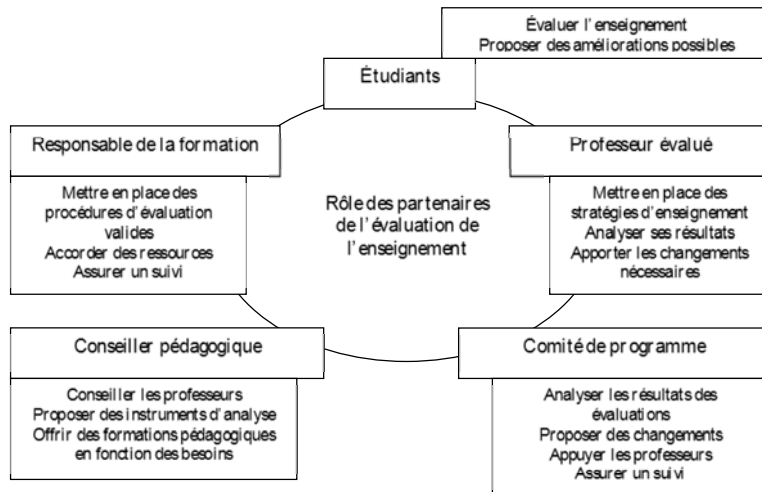 Évaluer l'enseignement
Proposer des améliorations possibles
Étudiants
Responsable de la formation
Mettre en place des
procédures d'évaluation
valides
Accorder des ressources
Assurer un suivi
Professeur évalué
Mettre en place des
stratégies d'enseignement
Analyser ses résultats
Apporter les changements
nécessaires
Rôle des partenaires
de l'évaluation de
l'enseignement
Conseiller pédagogique
Conseiller les professeurs
Proposer des instruments d'analyse
Offrir des formations pédagogiques
en fonction des besoins
Comité de programme
Analyser les résultats des
évaluations
Proposer des changements
Appuyer les professeurs
Assurer un suivi